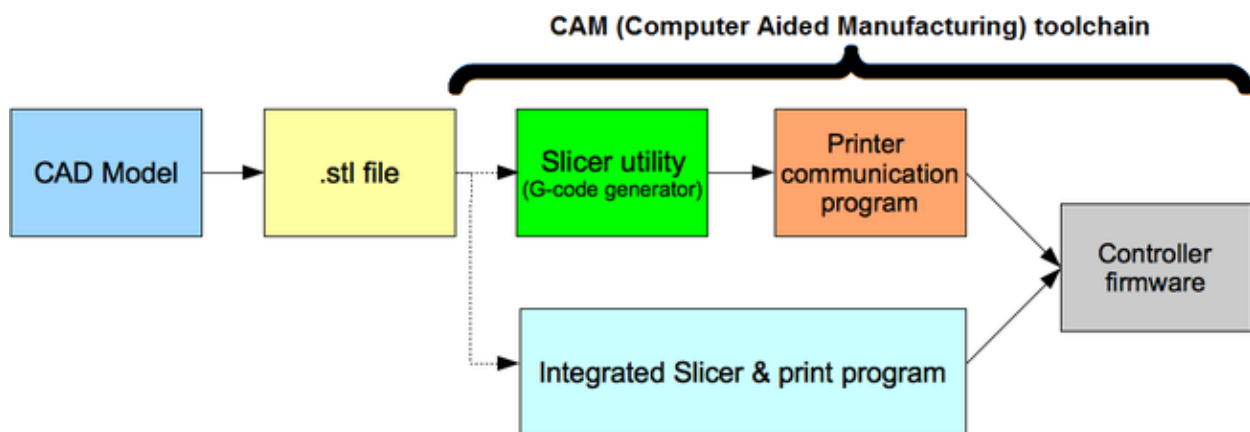 CAM (Computer Aided Manufacturing) toolchain
CAD Model
.stl file
Slicer utility
(G-code generator)
Printer
communication
program
Controller
firmware
Integrated Slicer & print program